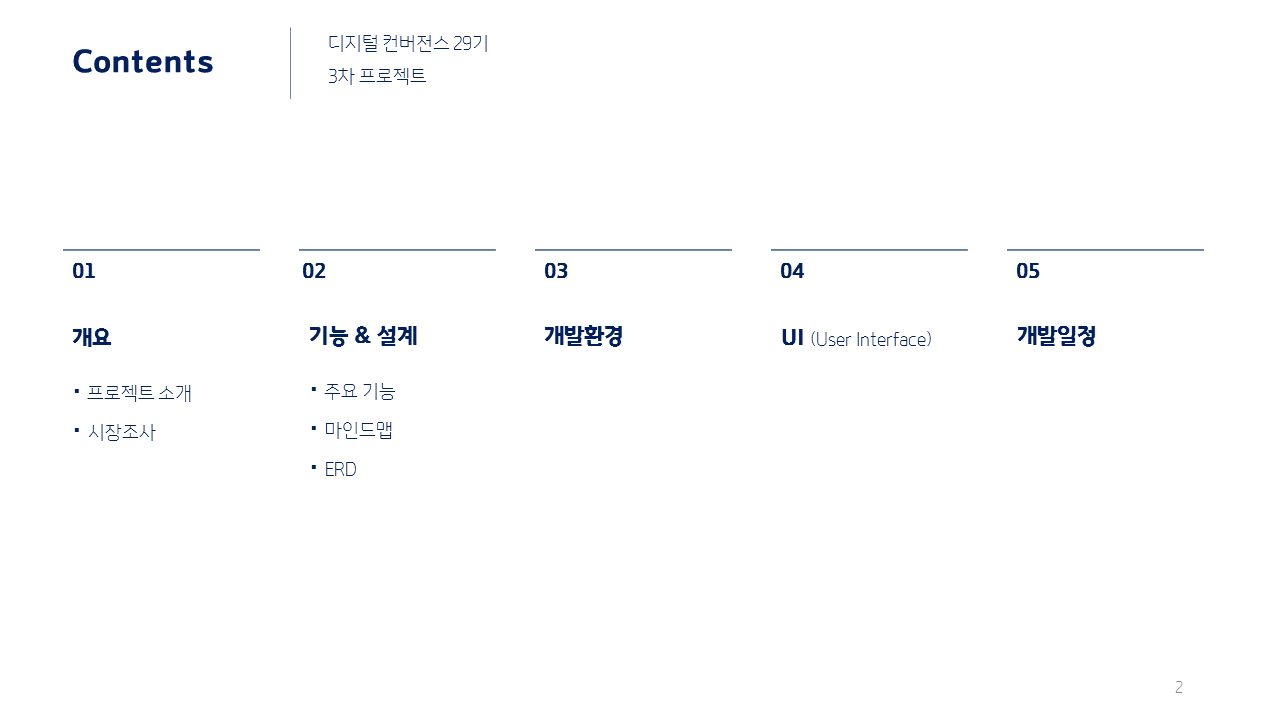 Contents
디지털 컨버전스 29기
3차 프로젝트
01
개요
▪ 프로젝트 소개
▪ 시장조사
02
기능 & 설계
▪ 주요 기능
▪ 마인드맵
▪ ERD
03
개발환경
04
UI (User Interface)
05
개발일정
2